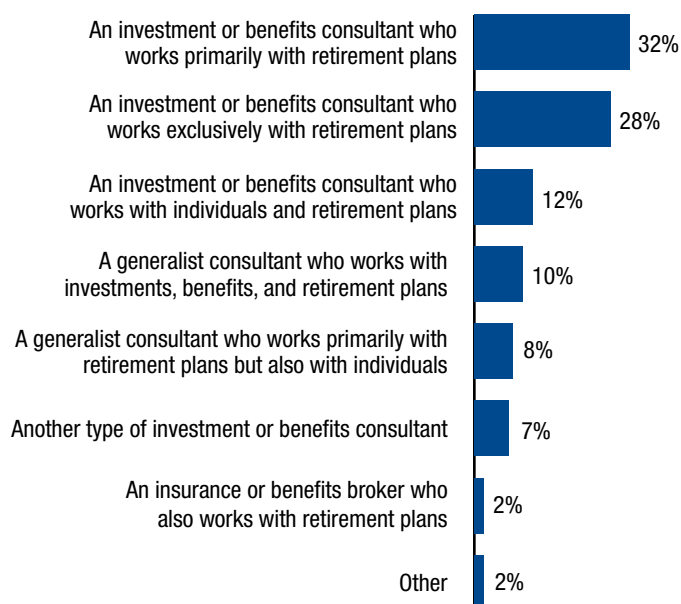 An investment or benefits consultant who
works primarily with retirement plans
32%
An investment or benefits consultant who
works exclusively with retirement plans
28%
An investment or benefits consultant who
works with individuals and retirement plans
12%
A generalist consultant who works with
investments, benefits, and retirement plans
10%
A generalist consultant who works primarily with
retirement plans but also with individuals
8%
Another type of investment or benefits consultant
7%
An insurance or benefits broker who
also works with retirement plans
2%
Other
2%